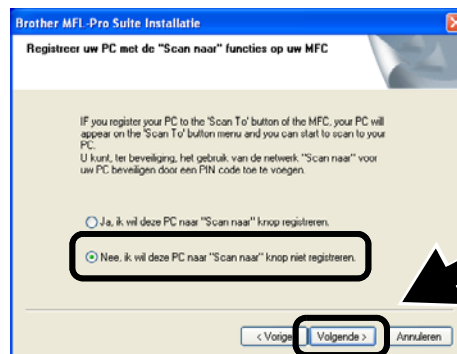 Brother MFL-Pro Suite Installatie
Registreer uw PC met de "Scan naar" functies op uw MFC
IF you register your PC to the 'Scan To' button of the MFC, your PC will
appear on the 'Scan To' button menu and you can start to scan to your
PC.
U kunt, ter beveiliging, het gebruik van de netwerk "Scan naar" voor
uw PC beveiligen door een PIN code toe te voegen.
Ja, ik wil deze PC naar "Scan naar" knop registreren.
Nee, ik wil deze PC naar "Scan naar" knop niet registreren.
< Vorige Volgende > Annuleren